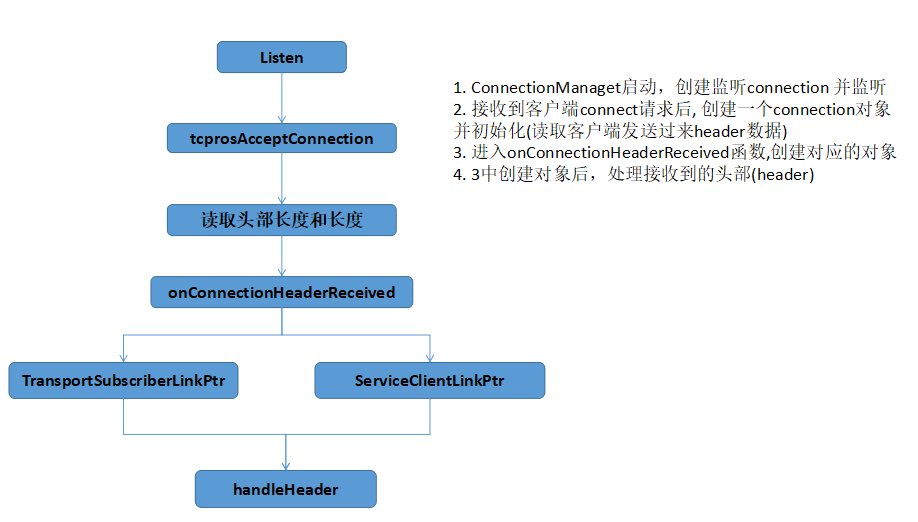 Listen
tcprosAcceptConnection
读取头部长度和长度
onConnectionHeaderReceived
TransportSubscriberLinkPtr
ServiceClientLinkPtr
handleHeader
1. ConnectionManaget启动，创建监听connection 并监听
2. 接收到客户端connect请求后, 创建一个connection对象
并初始化(读取客户端发送过来header数据)
3. 进入onConnectionHeaderReceived函数,创建对应的对象
4. 3中创建对象后，处理接收到的头部(header)